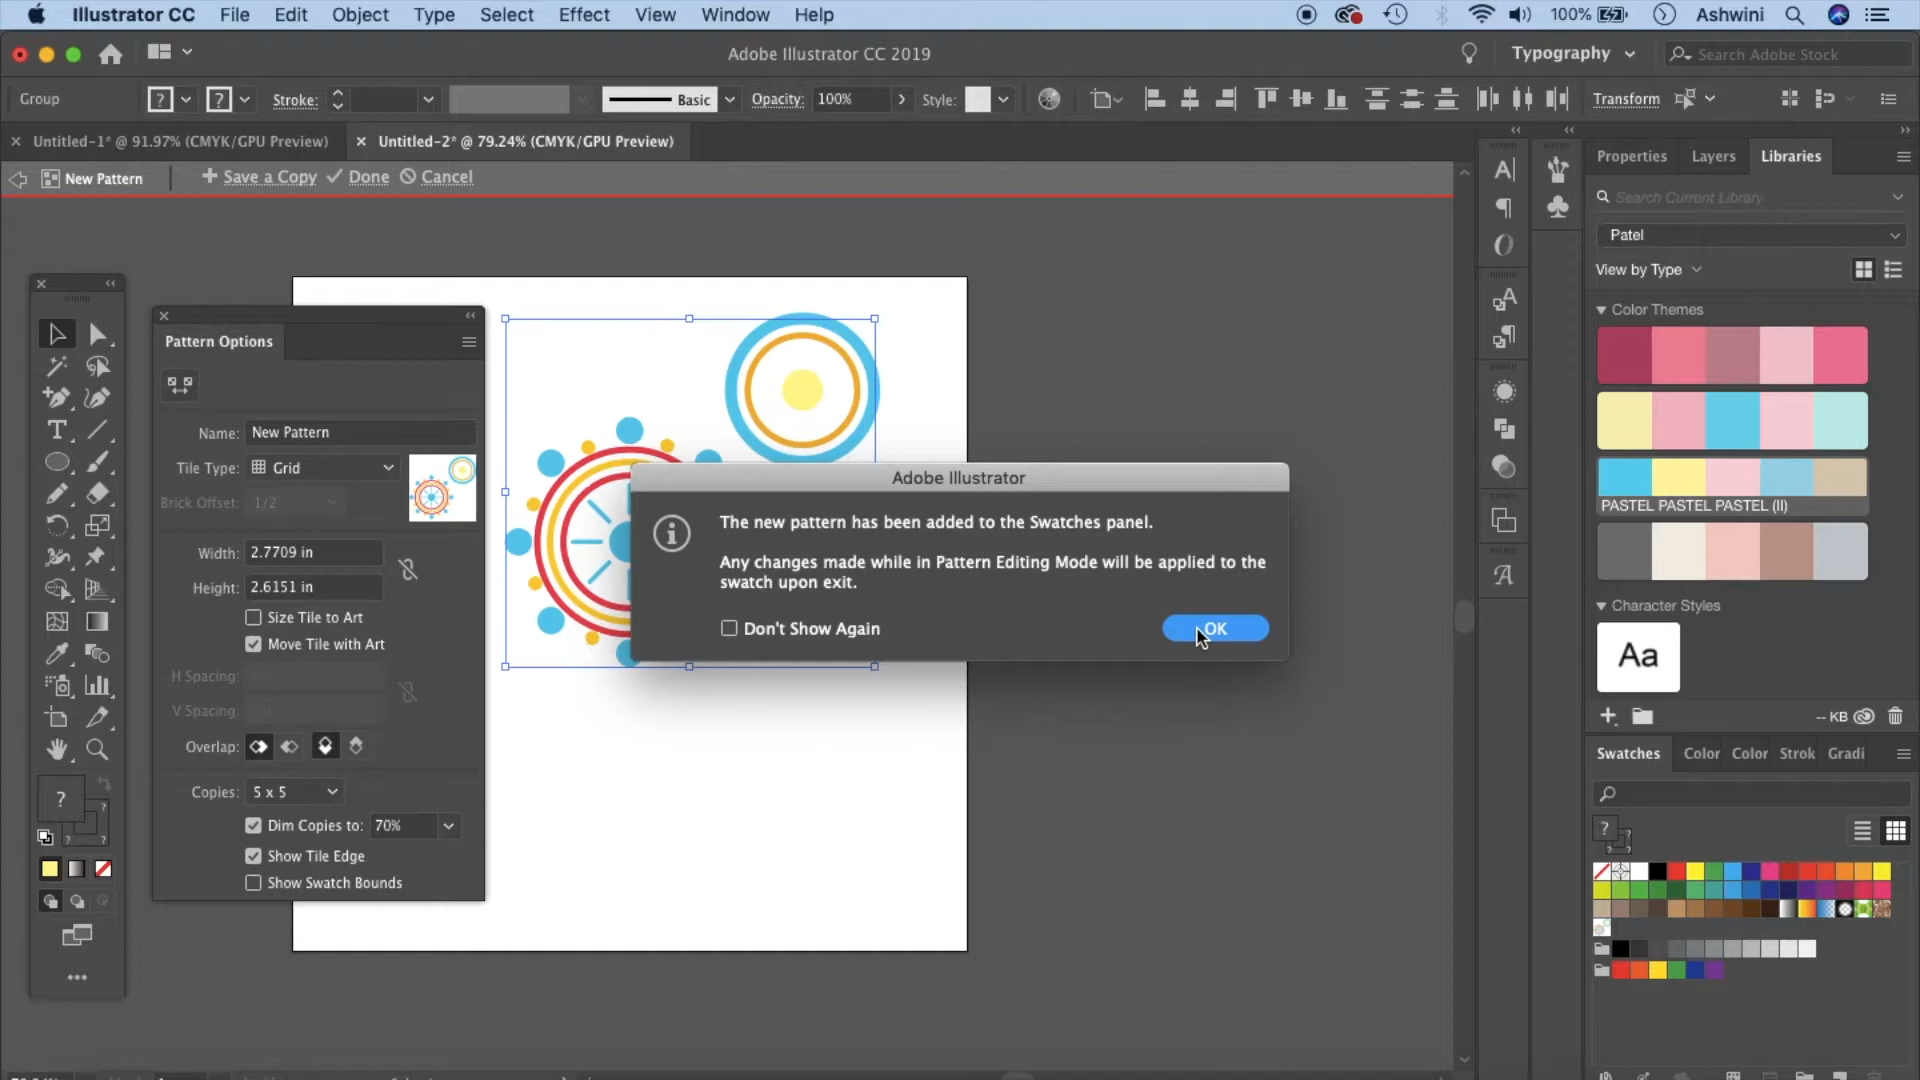 Illustrator CC File Edit Object Type Select Effect View Window Help 100% Ashwini
Adobe Illustrator CC 2019 Typography Search Adobe Stock
Group ? ? Stroke: Basic Opacity: 100% Style: Transform
Untitled-1* @ 91.97% (CMYK/GPU Preview) Untitled-2* @ 79.24% (CMYK/GPU Preview)
New Pattern Save a Copy Done Cancel
Properties Layers Libraries
Search Current Library
Patel
View by Type
Color Themes
PASTEL PASTEL PASTEL (II)
Character Styles
Aa
-- KB
Pattern Options
Name: New Pattern
Tile Type: Grid
Brick Offset: 1/2
Width: 2.7709 in
Height: 2.6151 in
Size Tile to Art
Move Tile with Art
H Spacing:
V Spacing:
Overlap:
Copies: 5 x 5
Dim Copies to: 70%
Show Tile Edge
Show Swatch Bounds
Adobe Illustrator
The new pattern has been added to the Swatches panel.
Any changes made while in Pattern Editing Mode will be applied to the
swatch upon exit.
Don't Show Again OK
Swatches Color Color Strok Gradi